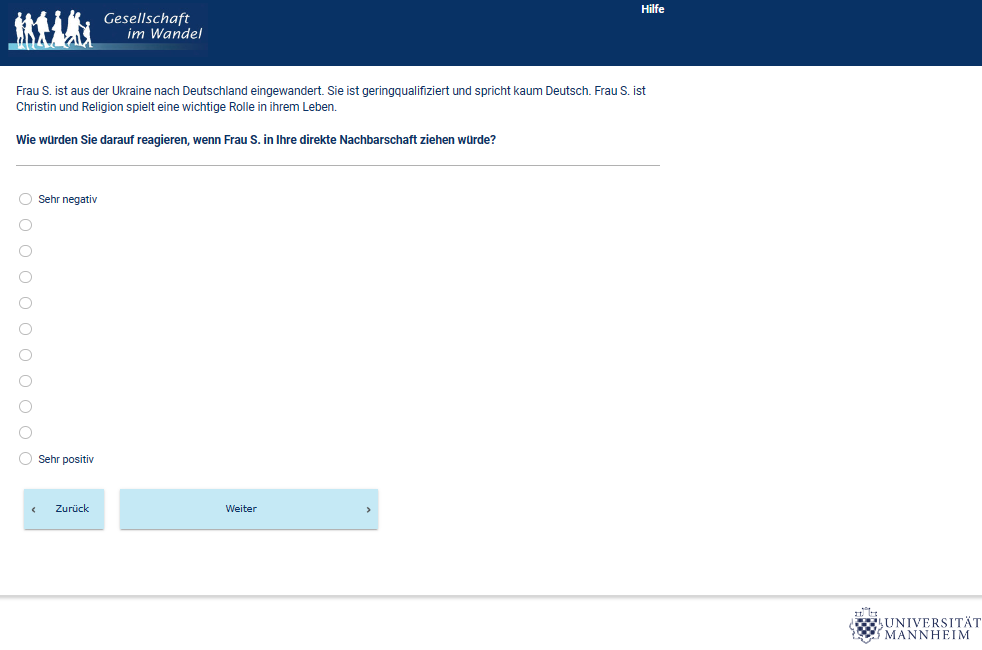 Gesellschaft
im Wandel
Hilfe
Frau S. ist aus der Ukraine nach Deutschland eingewandert. Sie ist geringqualifiziert und spricht kaum Deutsch. Frau S. ist
Christin und Religion spielt eine wichtige Rolle in ihrem Leben.
Wie würden Sie darauf reagieren, wenn Frau S. in Ihre direkte Nachbarschaft ziehen würde?
Sehr negativ
Sehr positiv
‹ Zurück
Weiter ›
UNIVERSITÄT
MANNHEIM